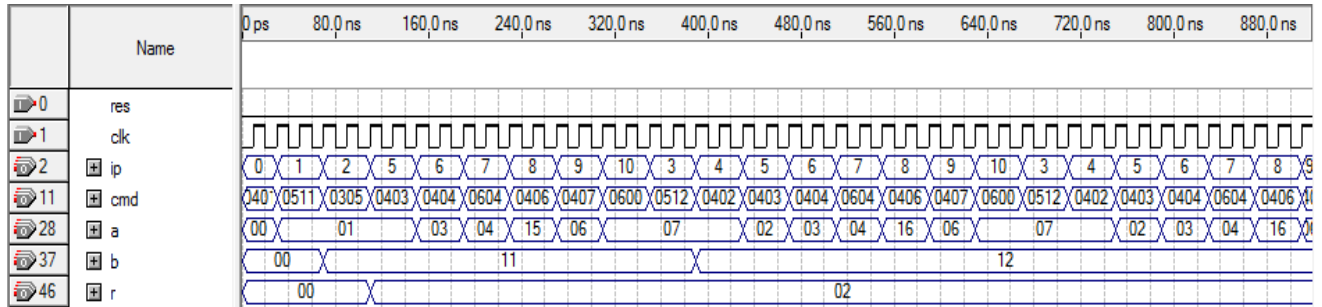 0 ps 80.0 ns 160.0 ns 240.0 ns 320.0 ns 400.0 ns 480.0 ns 560.0 ns 640.0 ns 720.0 ns 800.0 ns 880.0 ns
Name
0 res
1 clk
2 ip 0 1 2 5 6 7 8 9 10 3 4 5 6 7 8 9 10 3 4 5 6 7 8 9
11 cmd 0511 0305 0403 0404 0604 0406 0407 0600 0512 0402 0403 0404 0604 0406 0407 0600 0512 0402 0403 0404 0604 0406
28 a 00 01 03 04 15 06 07 02 03 04 16 06 07 02 03 04 16
37 b 00 11 12
46 r 00 02